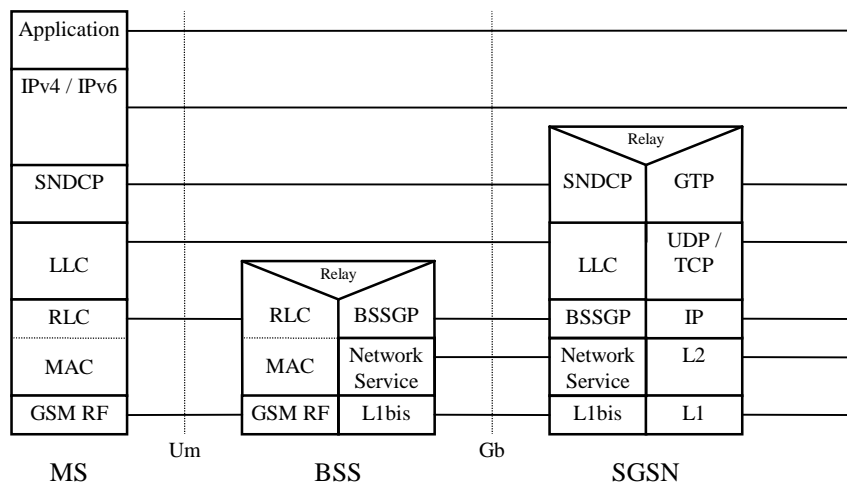 Application
IPv4 / IPv6
Relay
SNDCP
SNDCP
GTP
UDP /
TCP
LLC
LLC
Relay
RLC
RLC
BSSGP
BSSGP
IP
MAC
MAC
Network
Service
Network
Service
L2
GSM RF
GSM RF
L1bis
L1bis
L1
Um
Gb
MS
BSS
SGSN